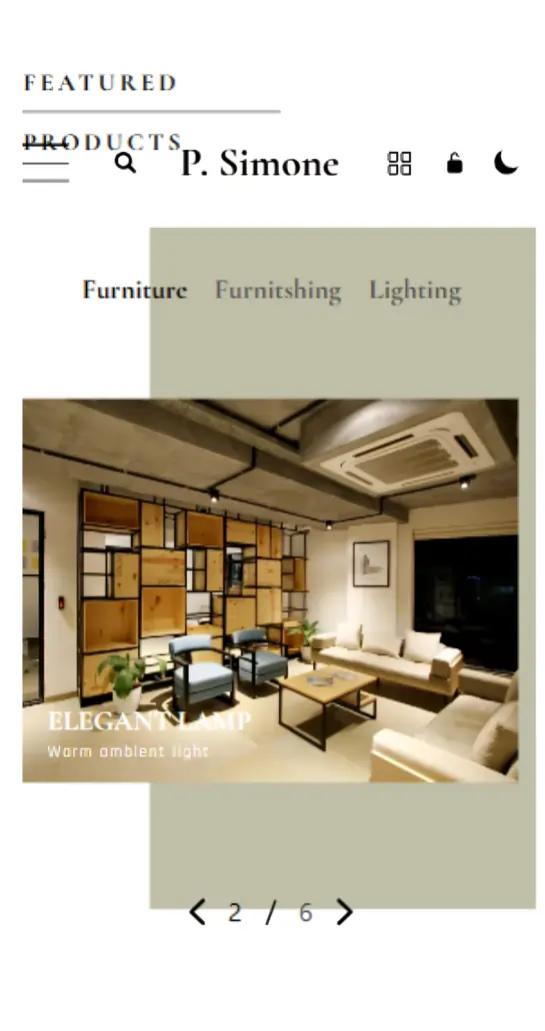 FEATURED
PRODUCTS
P. Simone
Furniture Furnitshing Lighting
ELEGANT LAMP
Warm ambient light
2 / 6